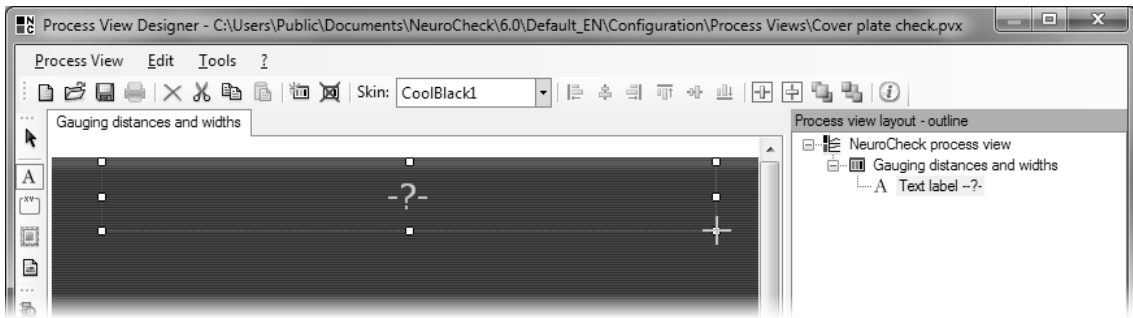 Process View Designer - C:\Users\Public\Documents\NeuroCheck\6.0\Default_EN\Configuration\Process Views\Cover plate check.pvx
Process View Edit Tools ?
Skin: CoolBlack1
Gauging distances and widths
Process view layout - outline
NeuroCheck process view
Gauging distances and widths
A Text label --?-
A
-?-
XY